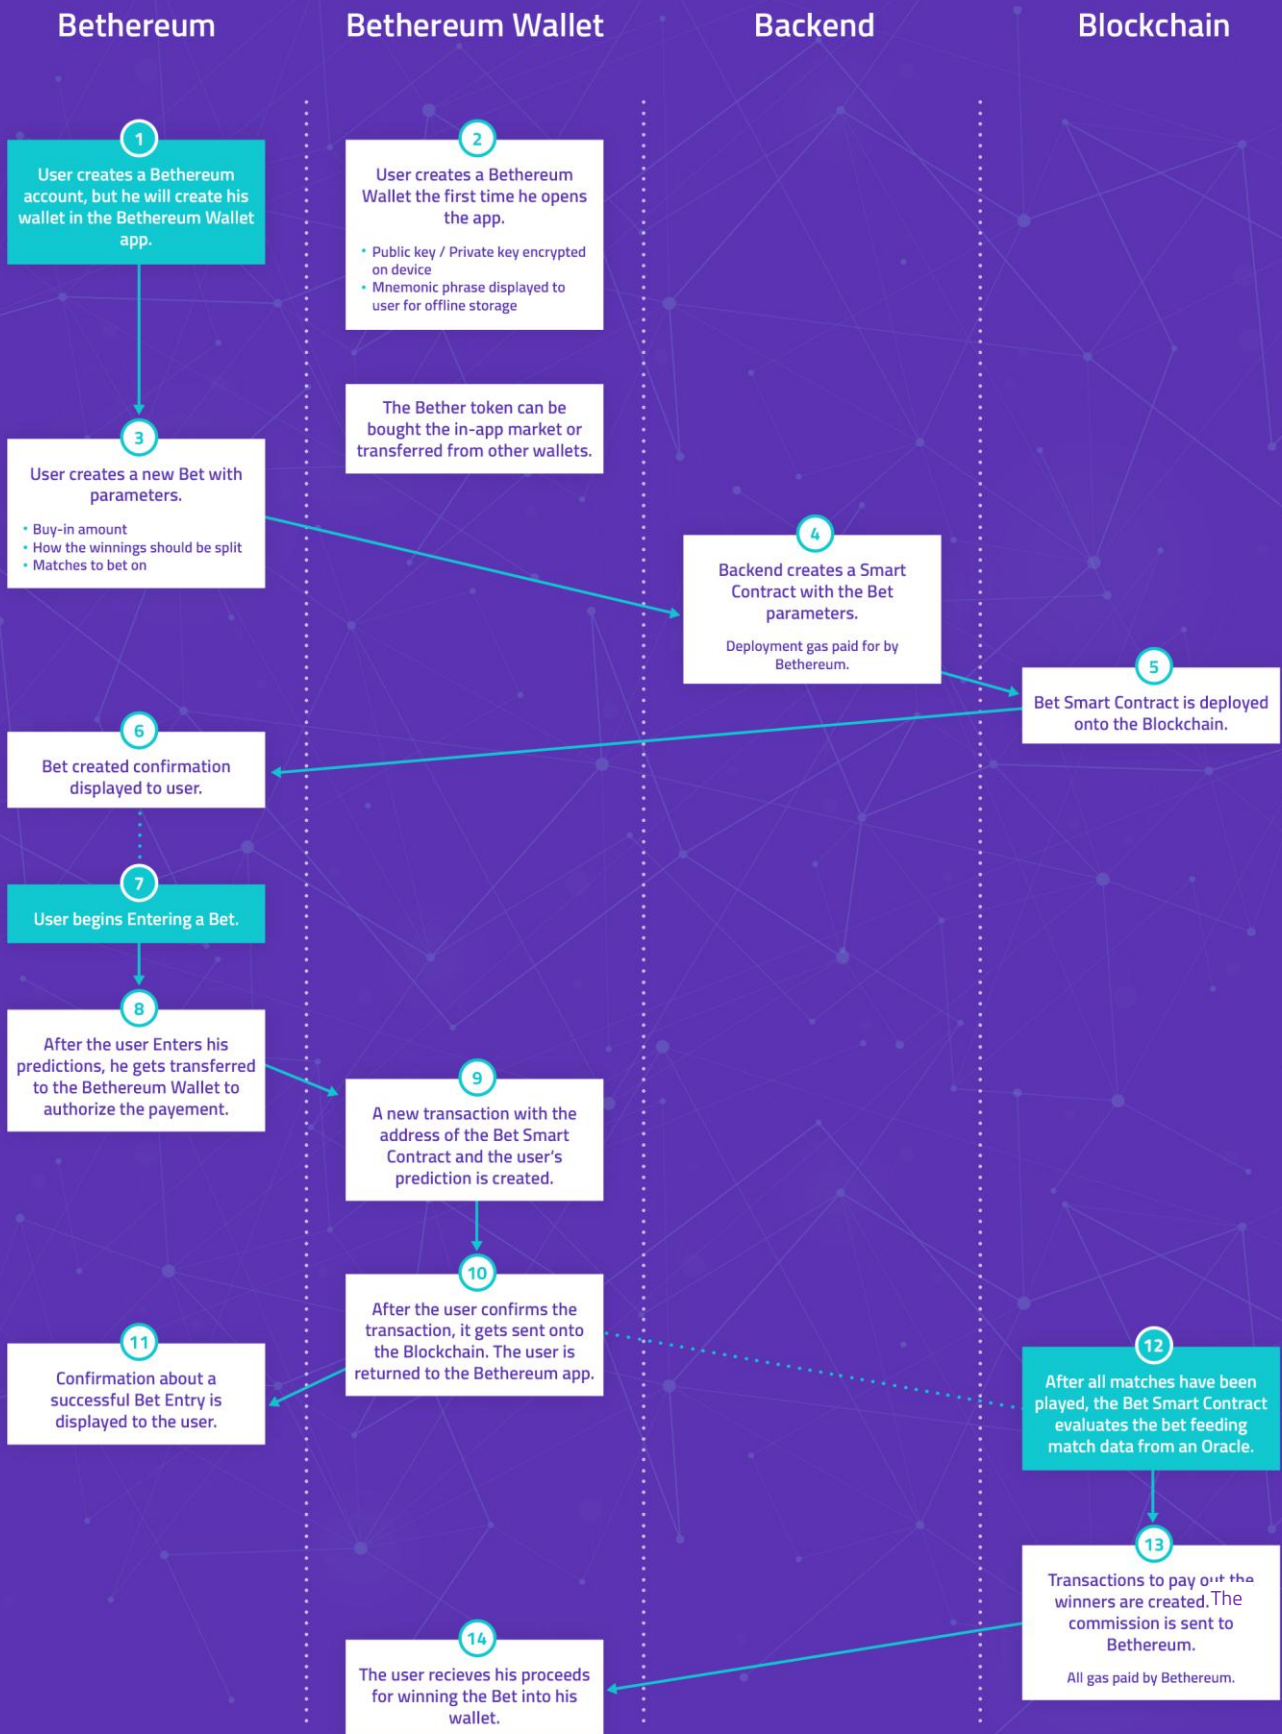 Bethereum
Bethereum Wallet
Backend
Blockchain
1
User creates a Bethereum
account, but he will create his
wallet in the Bethereum Wallet
app.
2
User creates a Bethereum
Wallet the first time he opens
the app.
• Public key / Private key encrypted
on device
• Mnemonic phrase displayed to
user for offline storage
The Bether token can be
bought the in-app market or
transferred from other wallets.
3
User creates a new Bet with
parameters.
• Buy-in amount
• How the winnings should be split
• Matches to bet on
4
Backend creates a Smart
Contract with the Bet
parameters.
Deployment gas paid for by
Bethereum.
5
Bet Smart Contract is deployed
onto the Blockchain.
6
Bet created confirmation
displayed to user.
7
User begins Entering a Bet.
8
After the user Enters his
predictions, he gets transferred
to the Bethereum Wallet to
authorize the payement.
9
A new transaction with the
address of the Bet Smart
Contract and the user's
prediction is created.
10
After the user confirms the
transaction, it gets sent onto
the Blockchain. The user is
returned to the Bethereum app.
11
Confirmation about a
successful Bet Entry is
displayed to the user.
12
After all matches have been
played, the Bet Smart Contract
evaluates the bet feeding
match data from an Oracle.
13
Transactions to pay out the
winners are created. The
commission is sent to
Bethereum.
All gas paid by Bethereum.
14
The user recieves his proceeds
for winning the Bet into his
wallet.